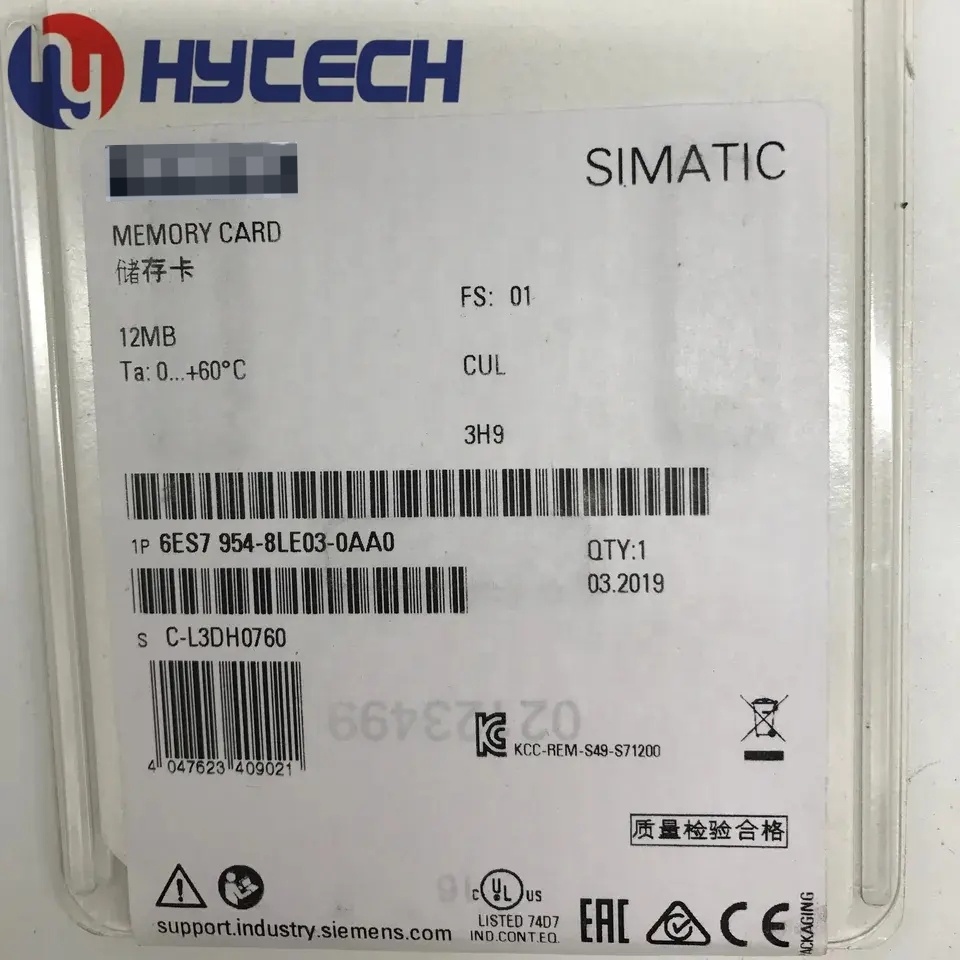 HYTECH
SIMATIC
MEMORY CARD
储存卡
FS: 01
12MB
Ta: 0...+60°C
CUL
3H9
1P 6ES7 954-8LE03-0AA0
QTY:1
03.2019
S C-L3DH0760
4 047623 409021
KCC-REM-S49-S71200
质量检验合格
c UL US
LISTED 74D7
IND.CONT.EQ.
support.industry.siemens.com
EAC
CE
PACKAGING